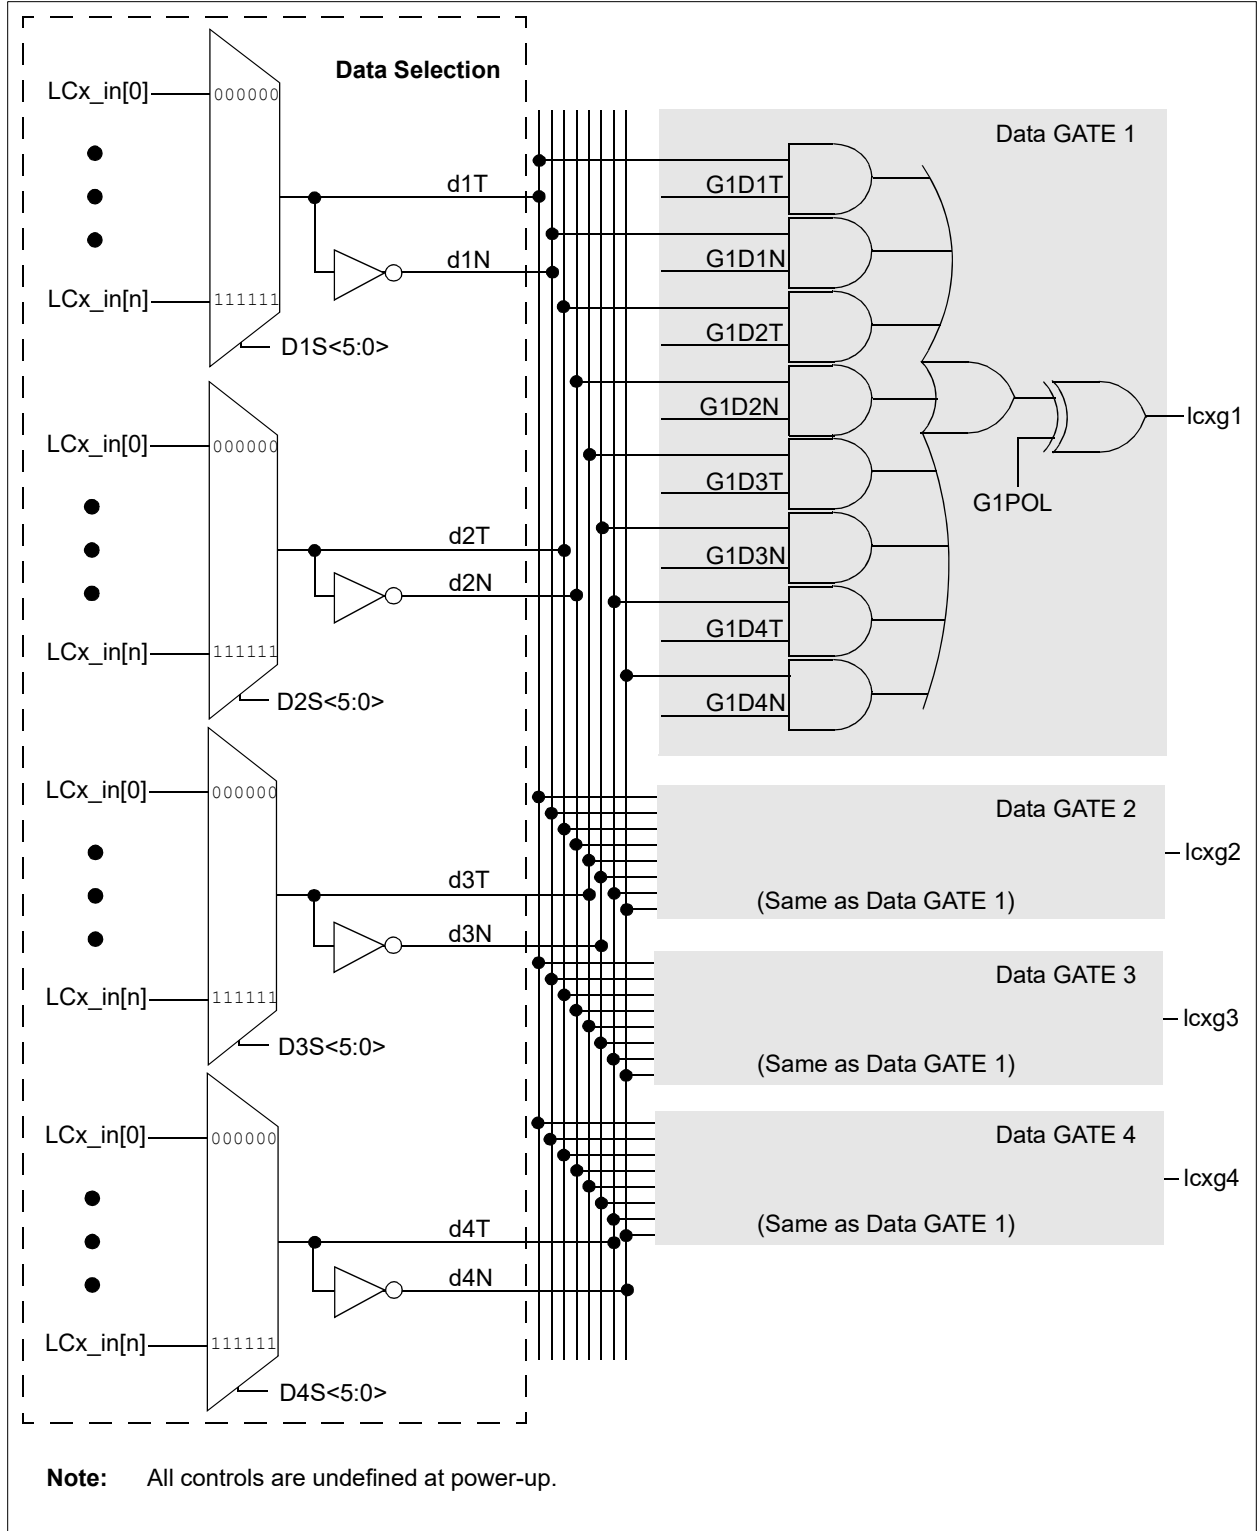 Data Selection
LCx_in[0]
000000
d1T
d1N
LCx_in[n]
111111
D1S<5:0>
LCx_in[0]
000000
d2T
d2N
LCx_in[n]
111111
D2S<5:0>
LCx_in[0]
000000
d3T
d3N
LCx_in[n]
111111
D3S<5:0>
LCx_in[0]
000000
d4T
d4N
LCx_in[n]
111111
D4S<5:0>
Data GATE 1
G1D1T
G1D1N
G1D2T
G1D2N
G1D3T
G1D3N
G1D4T
G1D4N
G1POL
lcxg1
Data GATE 2
(Same as Data GATE 1)
lcxg2
Data GATE 3
(Same as Data GATE 1)
lcxg3
Data GATE 4
(Same as Data GATE 1)
lcxg4
Note: All controls are undefined at power-up.